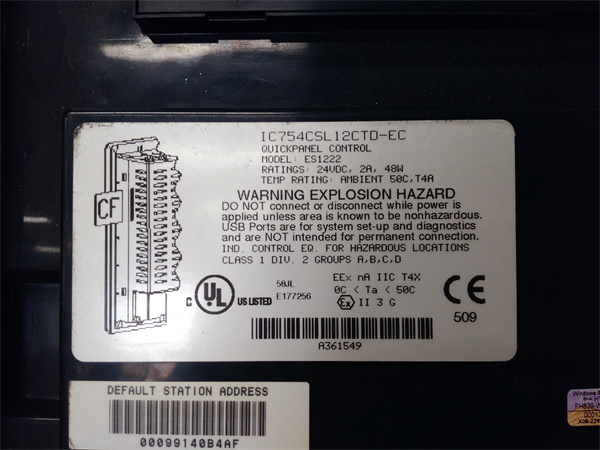 IC754CSL12CTD-EC
QUICKPANEL CONTROL
MODEL: ES1222
RATINGS: 24VDC, 2A, 48W
TEMP RATING: AMBIENT 50C,T4A
CF
WARNING EXPLOSION HAZARD
DO NOT connect or disconnect while power is
applied unless area is known to be nonhazardous.
USB Ports are for system set-up and diagnostics
and are NOT intended for permanent connection.
IND. CONTROL EQ. FOR HAZARDOUS LOCATIONS
CLASS 1 DIV. 2 GROUPS A,B,C,D
C UL US LISTED
58JL
E177256
EEx nA IIC T4X
0C < Ta < 50C
Ex II 3 G
CE
509
A361549
DEFAULT STATION ADDRESS
00099140B4AF
Windows